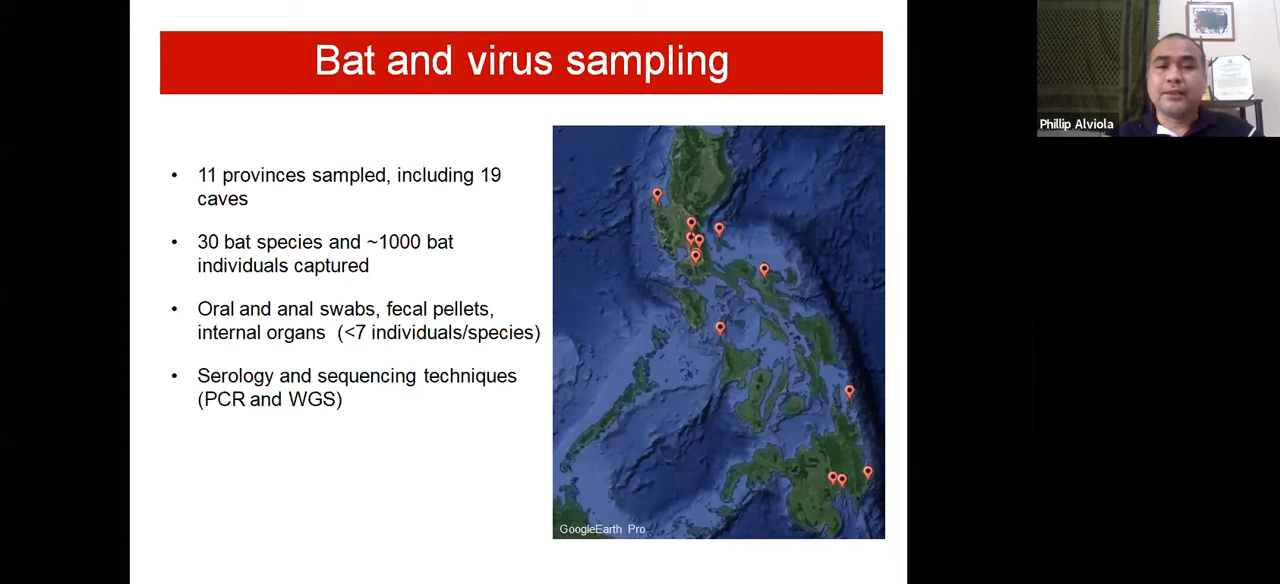 Bat and virus sampling
• 11 provinces sampled, including 19
caves
• 30 bat species and ~1000 bat
individuals captured
• Oral and anal swabs, fecal pellets,
internal organs (<7 individuals/species)
• Serology and sequencing techniques
(PCR and WGS)
GoogleEarth Pro
Phillip Alviola